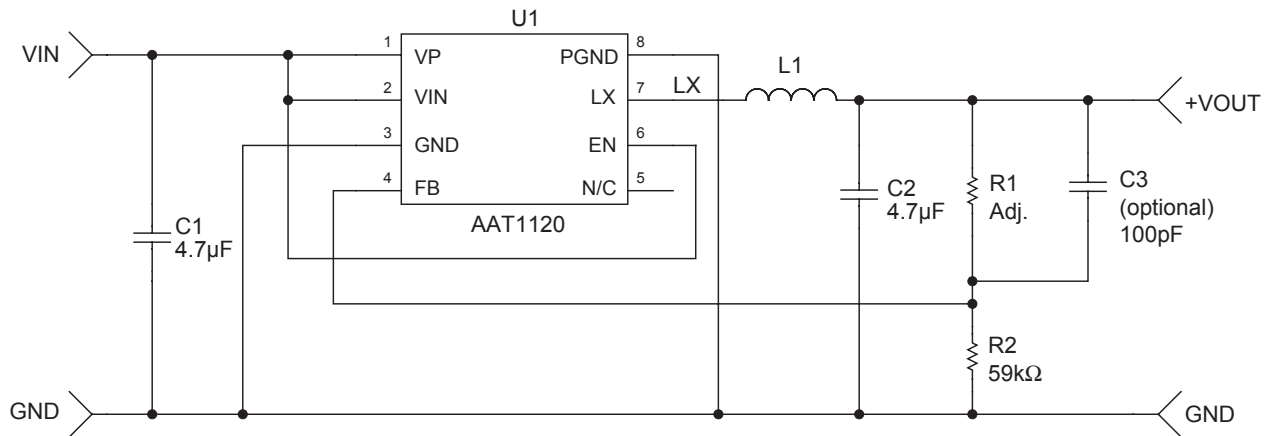 U1
VIN
1
VP
PGND
8
L1
2
VIN
LX
7
LX
+VOUT
3
GND
EN
6
4
FB
N/C
5
AAT1120
C1
4.7µF
C2
4.7µF
R1
Adj.
C3
(optional)
100pF
R2
59kΩ
GND
GND